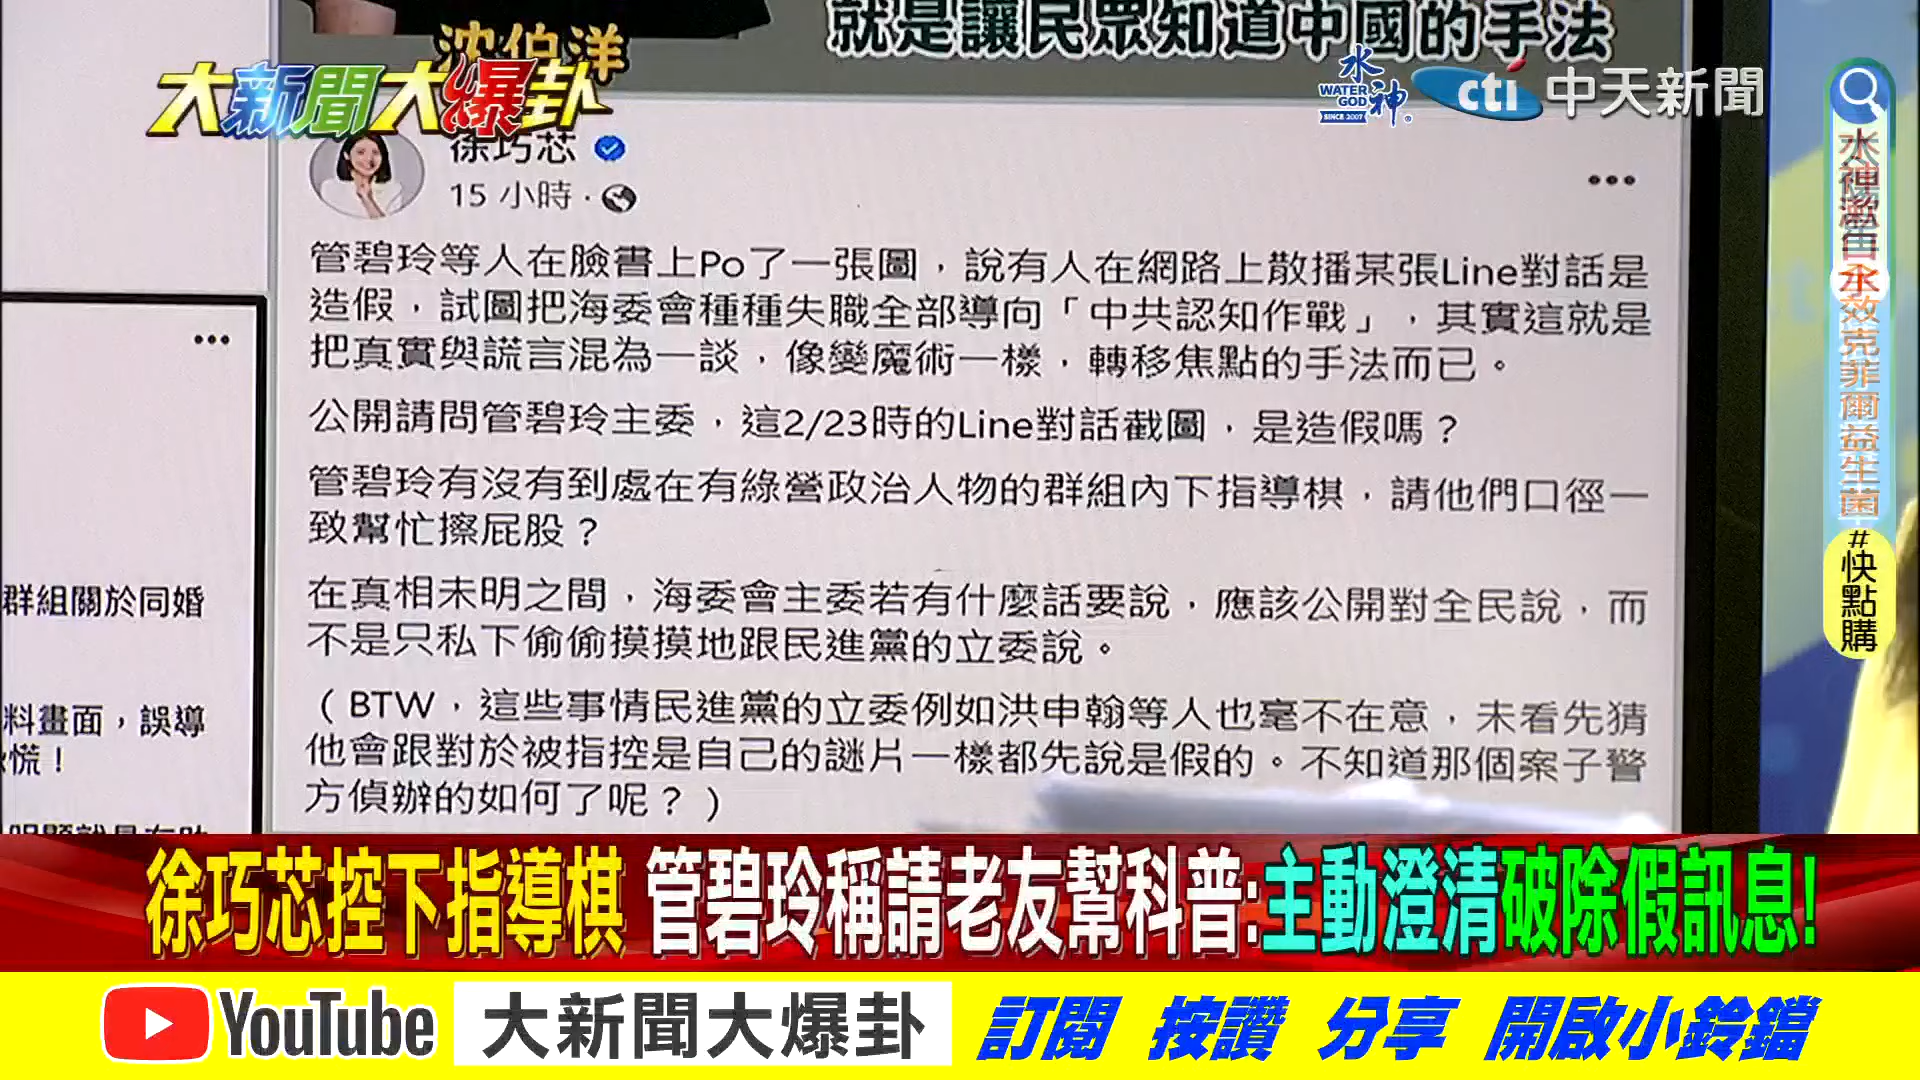 就是讓民眾知道中國的手法
沈伯洋
大新聞大爆卦
水神
WATER GOD
SINCE 2007
cti 中天新聞
徐巧芯
15 小時
管碧玲等人在臉書上Po了一張圖，說有人在網路上散播某張Line對話是
造假，試圖把海委會種種失職全部導向「中共認知作戰」，其實這就是
把真實與謊言混為一談，像變魔術一樣，轉移焦點的手法而已。
公開請問管碧玲主委，這2/23時的Line對話截圖，是造假嗎？
管碧玲有沒有到處在有綠營政治人物的群組內下指導棋，請他們口徑一
致幫忙擦屁股？
在真相未明之間，海委會主委若有什麼話要說，應該公開對全民說，而
不是只私下偷偷摸摸地跟民進黨的立委說。
（BTW，這些事情民進黨的立委例如洪申翰等人也毫不在意，未看先猜
他會跟對於被指控是自己的謎片一樣都先說是假的。不知道那個案子警
方偵辦的如何了呢？）
群組關於同婚
料畫面，誤導
慌！
效克菲爾益生菌
#快點購
徐巧芯控下指導棋 管碧玲稱請老友幫科普:主動澄清破除假訊息!
YouTube 大新聞大爆卦 訂閱 按讚 分享 開啟小鈴鐺